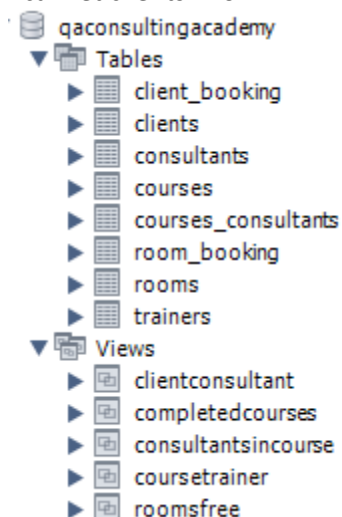 qaconsultingacademy
Tables
client_booking
clients
consultants
courses
courses_consultants
room_booking
rooms
trainers
Views
clientconsultant
completedcourses
consultantsincourse
coursetrainer
roomsfree